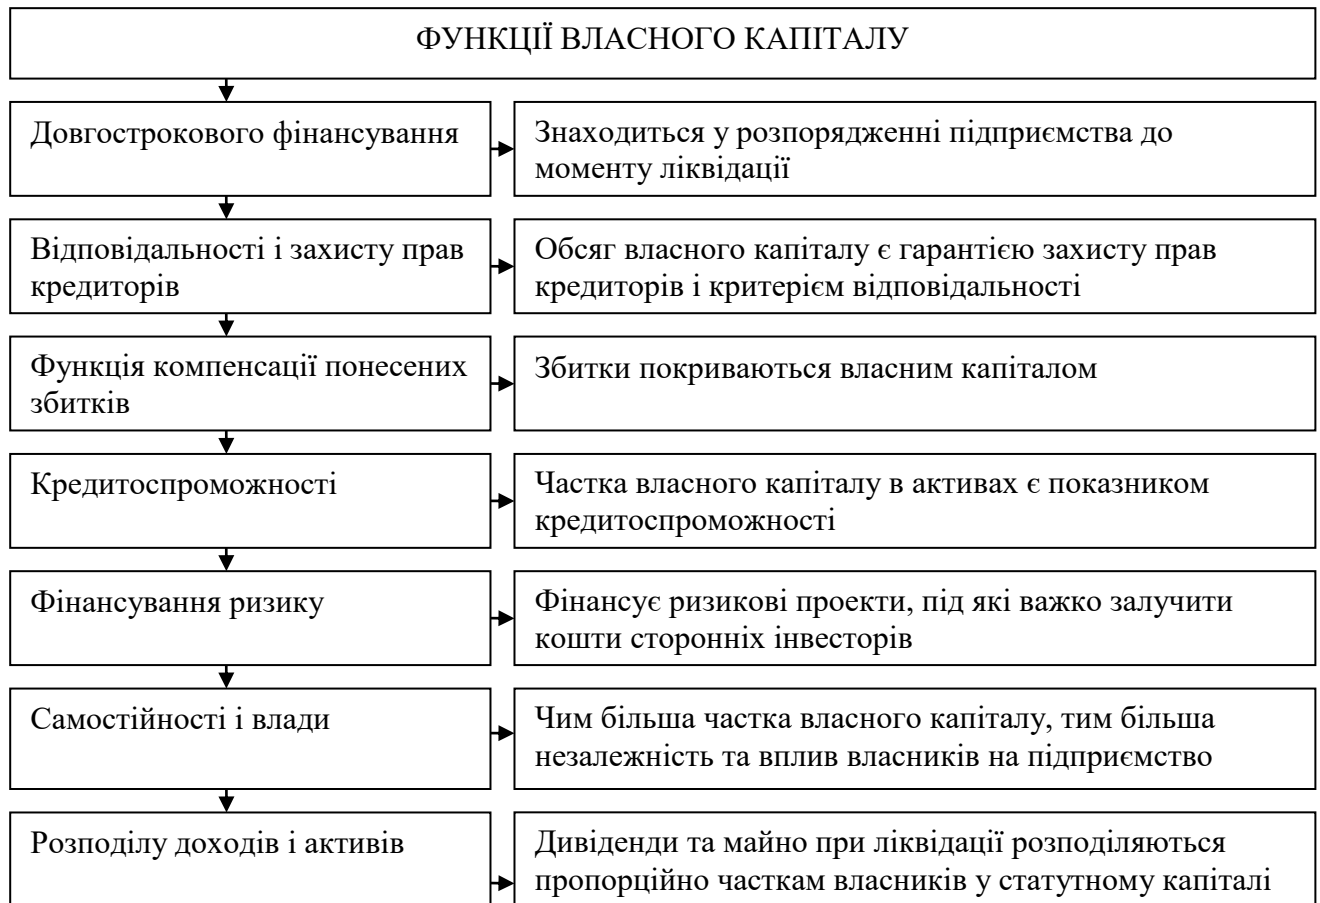 ФУНКЦІЇ ВЛАСНОГО КАПІТАЛУ
Довгострокового фінансування
Знаходиться у розпорядженні підприємства до
моменту ліквідації
Відповідальності і захисту прав
кредиторів
Обсяг власного капіталу є гарантією захисту прав
кредиторів і критерієм відповідальності
Функція компенсації понесених
збитків
Збитки покриваються власним капіталом
Кредитоспроможності
Частка власного капіталу в активах є показником
кредитоспроможності
Фінансування ризику
Фінансує ризикові проекти, під які важко залучити
кошти сторонніх інвесторів
Самостійності і влади
Чим більша частка власного капіталу, тим більша
незалежність та вплив власників на підприємство
Розподілу доходів і активів
Дивіденди та майно при ліквідації розподіляються
пропорційно часткам власників у статутному капіталі